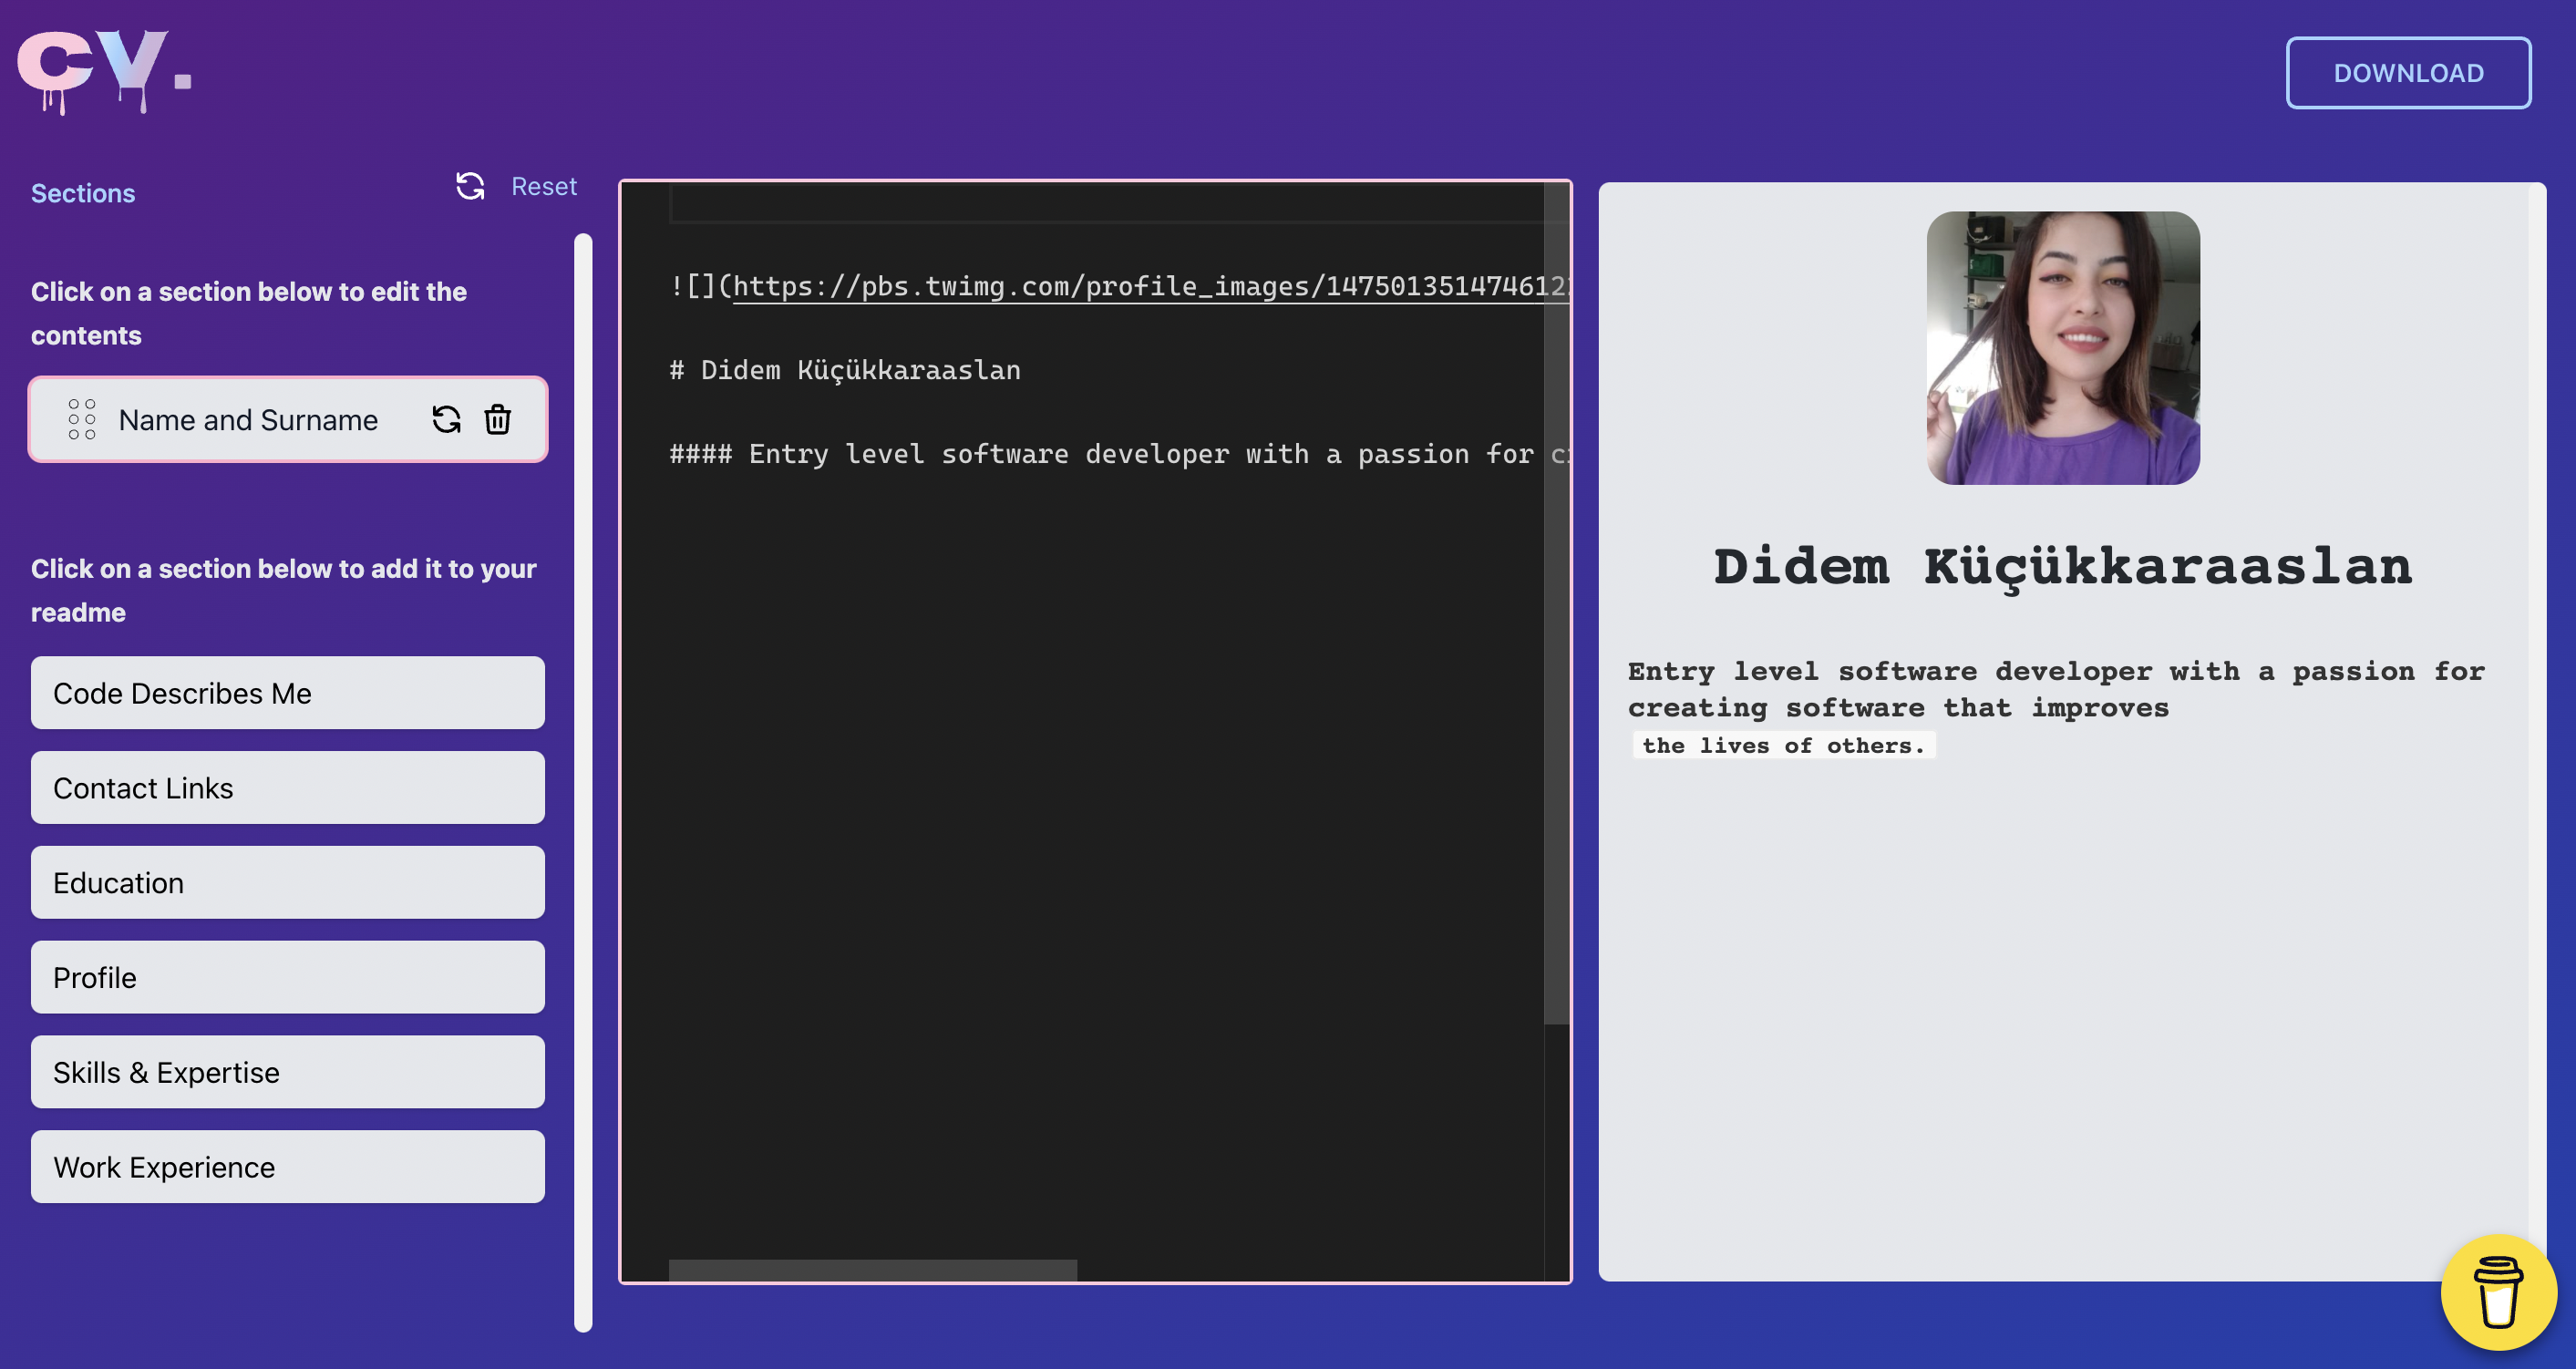 CV.
DOWNLOAD
Sections
Reset
Click on a section below to edit the
contents
Name and Surname
Click on a section below to add it to your
readme
Code Describes Me
Contact Links
Education
Profile
Skills & Expertise
Work Experience
![](https://pbs.twimg.com/profile_images/147501351474612
# Didem Küçükkaraaslan
#### Entry level software developer with a passion for c
Didem Küçükkaraaslan
Entry level software developer with a passion for
creating software that improves
the lives of others.